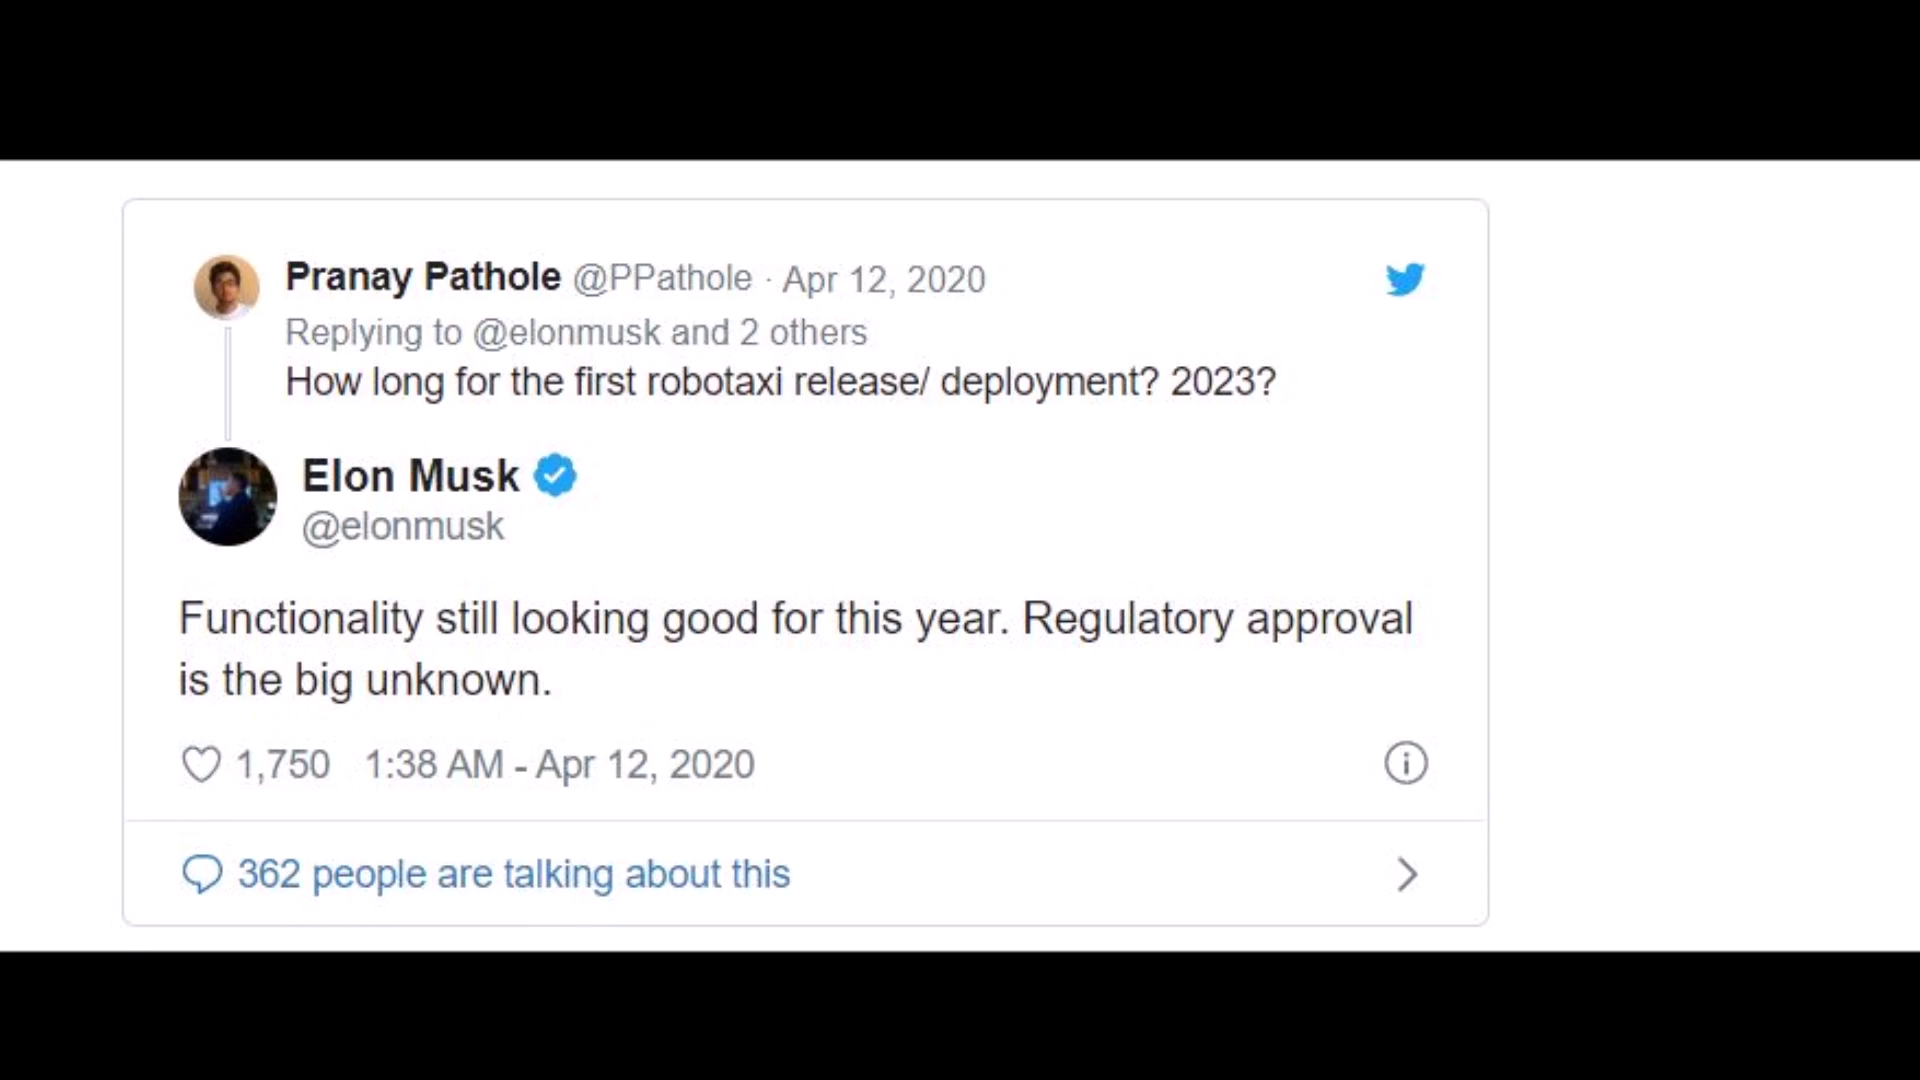 Pranay Pathole @PPathole · Apr 12, 2020
Replying to @elonmusk and 2 others
How long for the first robotaxi release/ deployment? 2023?
Elon Musk
@elonmusk
Functionality still looking good for this year. Regulatory approval
is the big unknown.
1,750 1:38 AM - Apr 12, 2020
362 people are talking about this